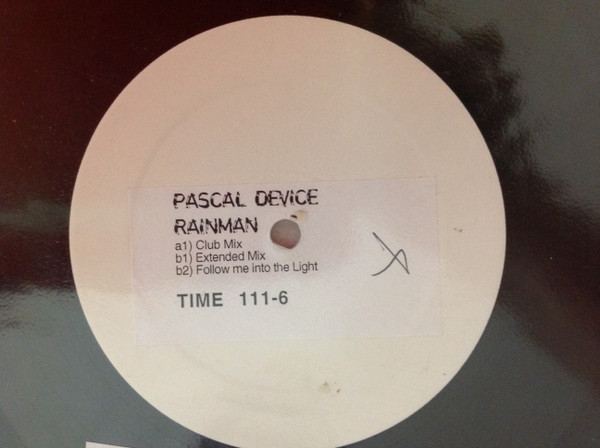 PASCAL DEVICE
RAINMAN
a1) Club Mix
b1) Extended Mix
b2) Follow me into the Light
TIME 111-6
A